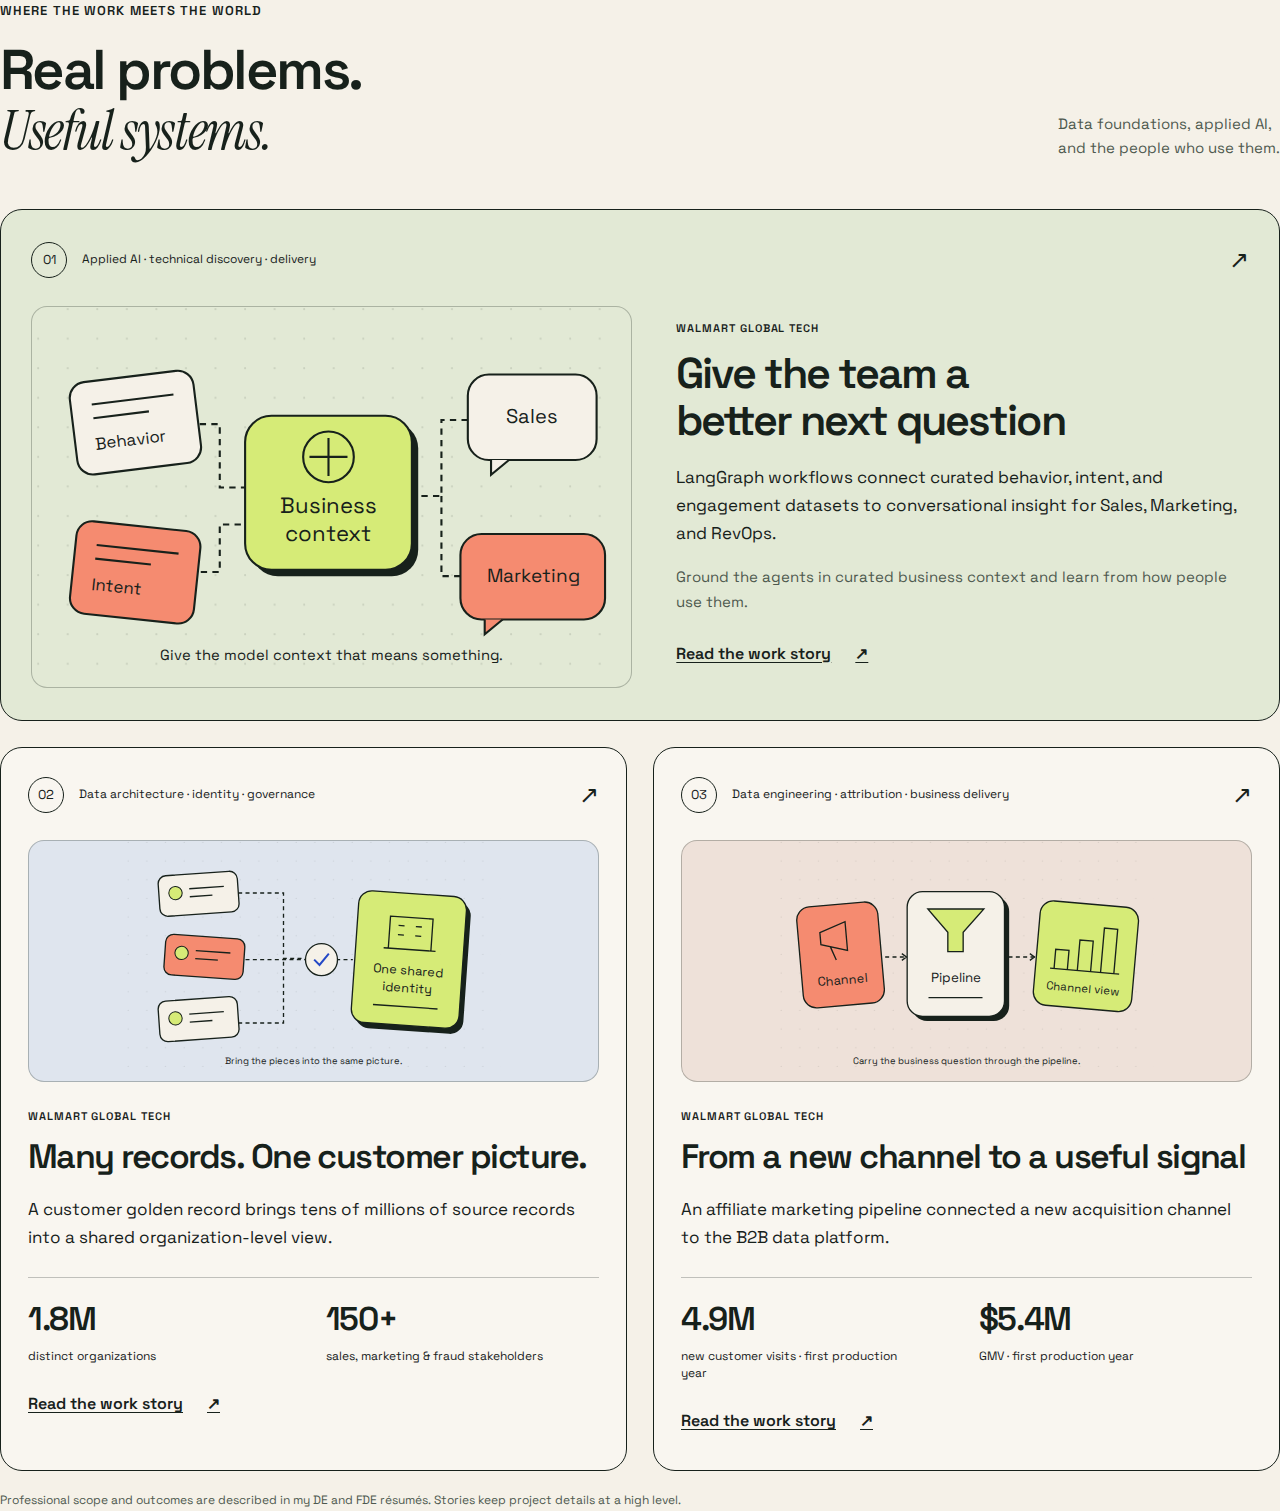 WHERE THE WORK MEETS THE WORLD
Real problems.
Useful systems.
Data foundations, applied AI,
and the people who use them.
01
Applied AI · technical discovery · delivery
↗
Behavior
Intent
Business
context
Sales
Marketing
Give the model context that means something.
WALMART GLOBAL TECH
Give the team a
better next question
LangGraph workflows connect curated behavior, intent, and
engagement datasets to conversational insight for Sales, Marketing,
and RevOps.
Ground the agents in curated business context and learn from how people
use them.
Read the work story ↗
02
Data architecture · identity · governance
↗
One shared
identity
Bring the pieces into the same picture.
WALMART GLOBAL TECH
Many records. One customer picture.
A customer golden record brings tens of millions of source records
into a shared organization-level view.
1.8M
distinct organizations
150+
sales, marketing & fraud stakeholders
Read the work story ↗
03
Data engineering · attribution · business delivery
↗
Channel
Pipeline
Channel view
Carry the business question through the pipeline.
WALMART GLOBAL TECH
From a new channel to a useful signal
An affiliate marketing pipeline connected a new acquisition channel
to the B2B data platform.
4.9M
new customer visits · first production
year
$5.4M
GMV · first production year
Read the work story ↗
Professional scope and outcomes are described in my DE and FDE résumés. Stories keep project details at a high level.